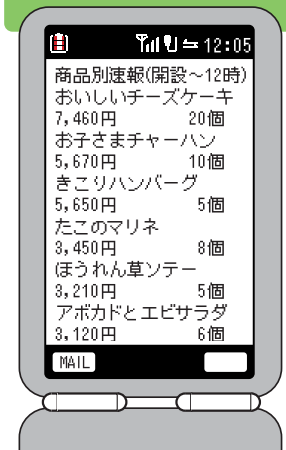 12:05
商品別速報(開設～12時)
おいしいチーズケーキ
7,460円 20個
お子さまチャーハン
5,670円 10個
きこりハンバーグ
5,650円 5個
たこのマリネ
3,450円 8個
ほうれん草ソテー
3,210円 5個
アボカドとエビサラダ
3,120円 6個
MAIL